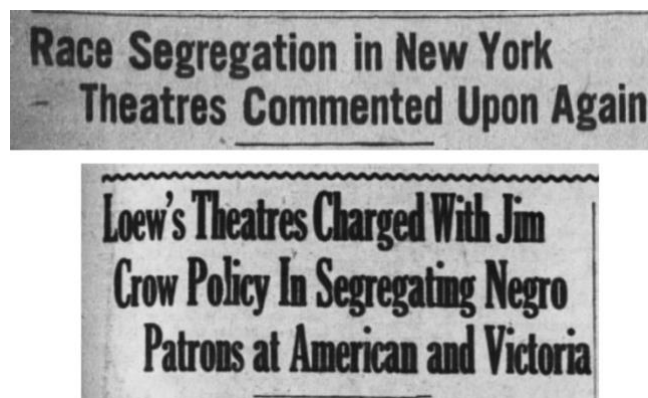 Race Segregation in New York
Theatres Commented Upon Again
Loew's Theatres Charged With Jim
Crow Policy In Segregating Negro
Patrons at American and Victoria